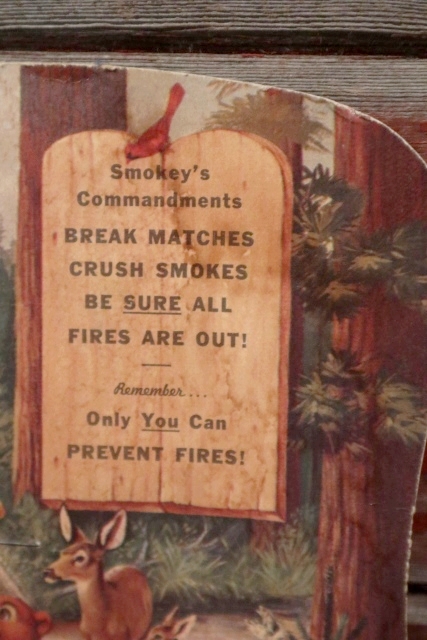 Smokey's
Commandments
BREAK MATCHES
CRUSH SMOKES
BE SURE ALL
FIRES ARE OUT!
Remember...
Only You Can
PREVENT FIRES!